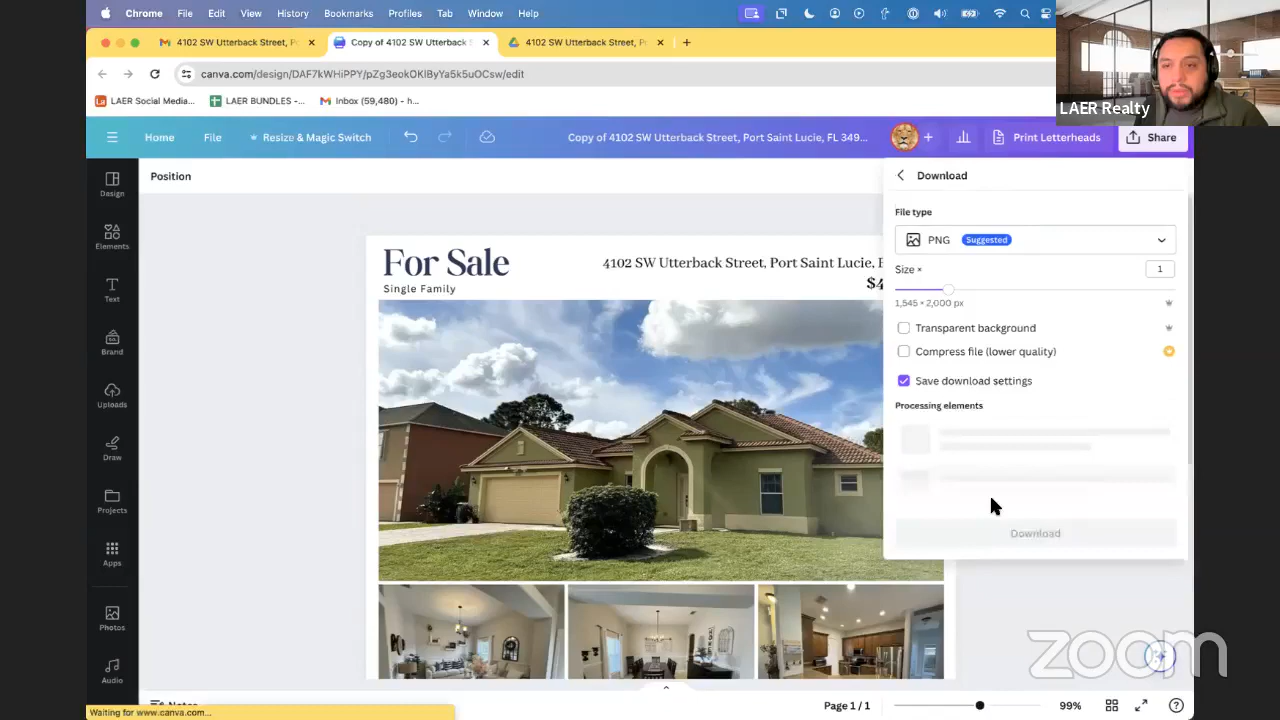 Chrome File Edit View History Bookmarks Profiles Tab Window Help
4102 SW Utterback Street, Po
Copy of 4102 SW Utterback S
4102 SW Utterback Street, Po
canva.com/design/DAF7kWHiPPY/pZg3eokOKlByYa5k5uOCsw/edit
LAER Social Media...
LAER BUNDLES -...
Inbox (59,480) - h...
LAER Realty
Home
File
Resize & Magic Switch
Copy of 4102 SW Utterback Street, Port Saint Lucie, FL 349...
Print Letterheads
Share
Design
Elements
Text
Brand
Uploads
Draw
Projects
Apps
Photos
Audio
Position
For Sale
Single Family
4102 SW Utterback Street, Port Saint Lucie,
$4
Download
File type
PNG Suggested
Size × 1
1,545 × 2,000 px
Transparent background
Compress file (lower quality)
Save download settings
Processing elements
Download
zoom
Notes
Page 1 / 1
99%
Waiting for www.canva.com...